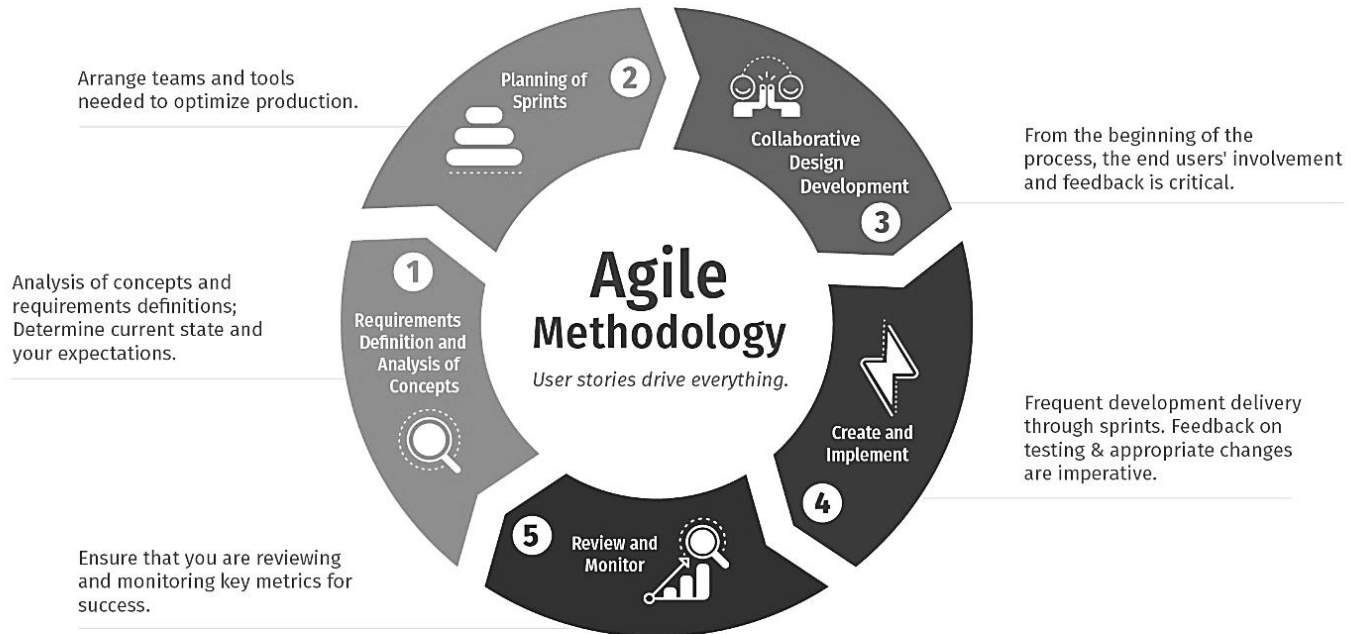 Agile
Methodology
User stories drive everything.
1
Requirements
Definition and
Analysis of
Concepts
Analysis of concepts and
requirements definitions;
Determine current state and
your expectations.
2
Planning of
Sprints
Arrange teams and tools
needed to optimize production.
Collaborative
Design
Development
3
From the beginning of the
process, the end users' involvement
and feedback is critical.
Create and
Implement
4
Frequent development delivery
through sprints. Feedback on
testing & appropriate changes
are imperative.
5
Review and
Monitor
Ensure that you are reviewing
and monitoring key metrics for
success.